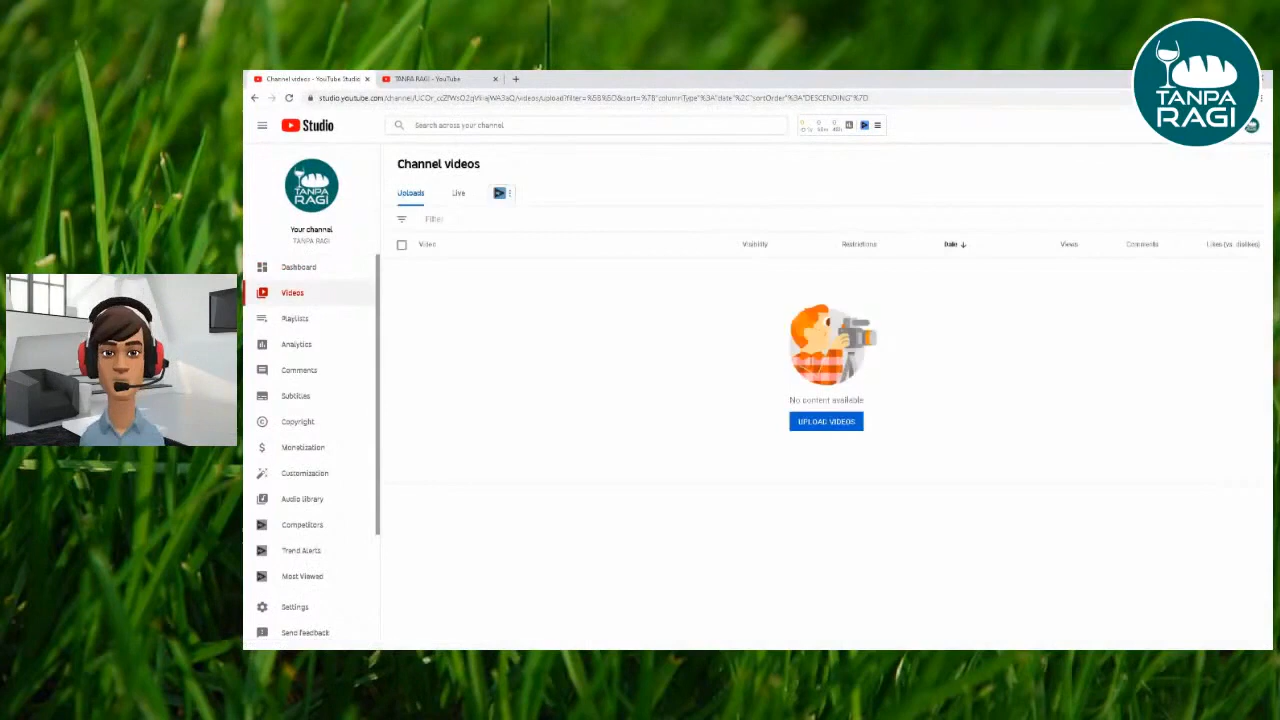 TANPA
RAGI
Channel videos - YouTube Studio
TANPA RAGI - YouTube
Studio
Search across your channel
TANPA
RAGI
Your channel
TANPA RAGI
Dashboard
Videos
Playlists
Analytics
Comments
Subtitles
Copyright
Monetization
Customization
Audio library
Competitors
Trend Alerts
Most Viewed
Settings
Send feedback
Channel videos
Uploads
Live
Filter
Video
Visibility
Restrictions
Date
Views
Comments
Likes (vs. dislikes)
No content available
UPLOAD VIDEOS